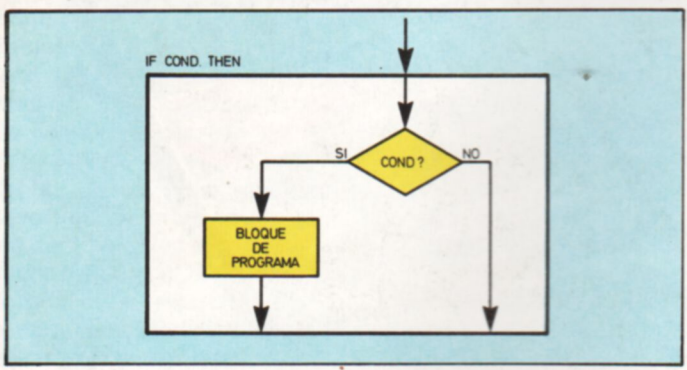 IF COND. THEN
SI
COND?
NO
BLOQUE
DE
PROGRAMA